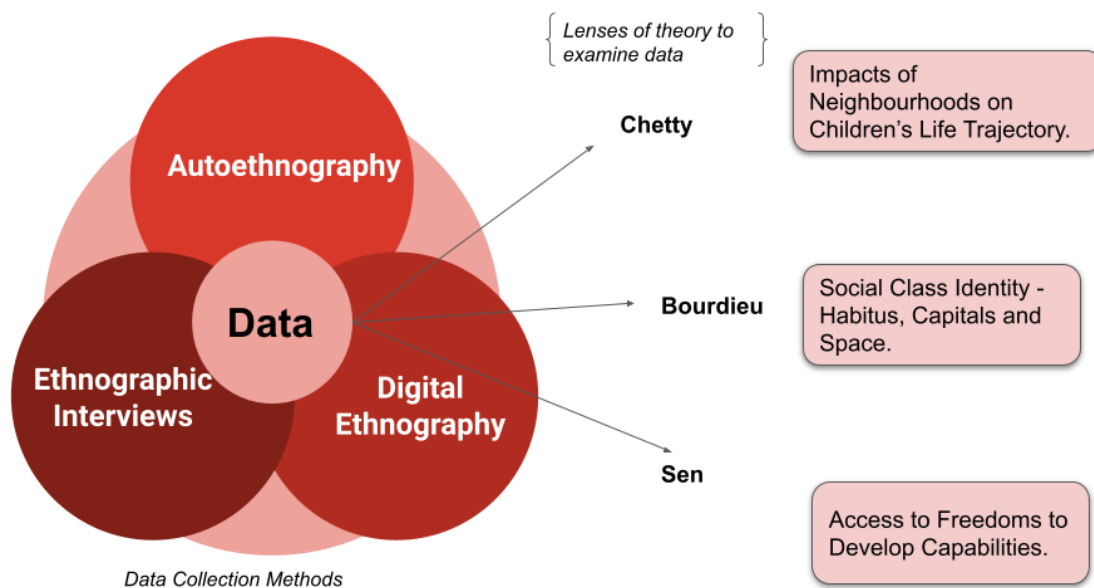 Lenses of theory to
examine data
Impacts of
Neighbourhoods on
Children's Life Trajectory.
Chetty
Autoethnography
Data
Bourdieu
Social Class Identity -
Habitus, Capitals and
Space.
Ethnographic
Interviews
Digital
Ethnography
Sen
Access to Freedoms to
Develop Capabilities.
Data Collection Methods